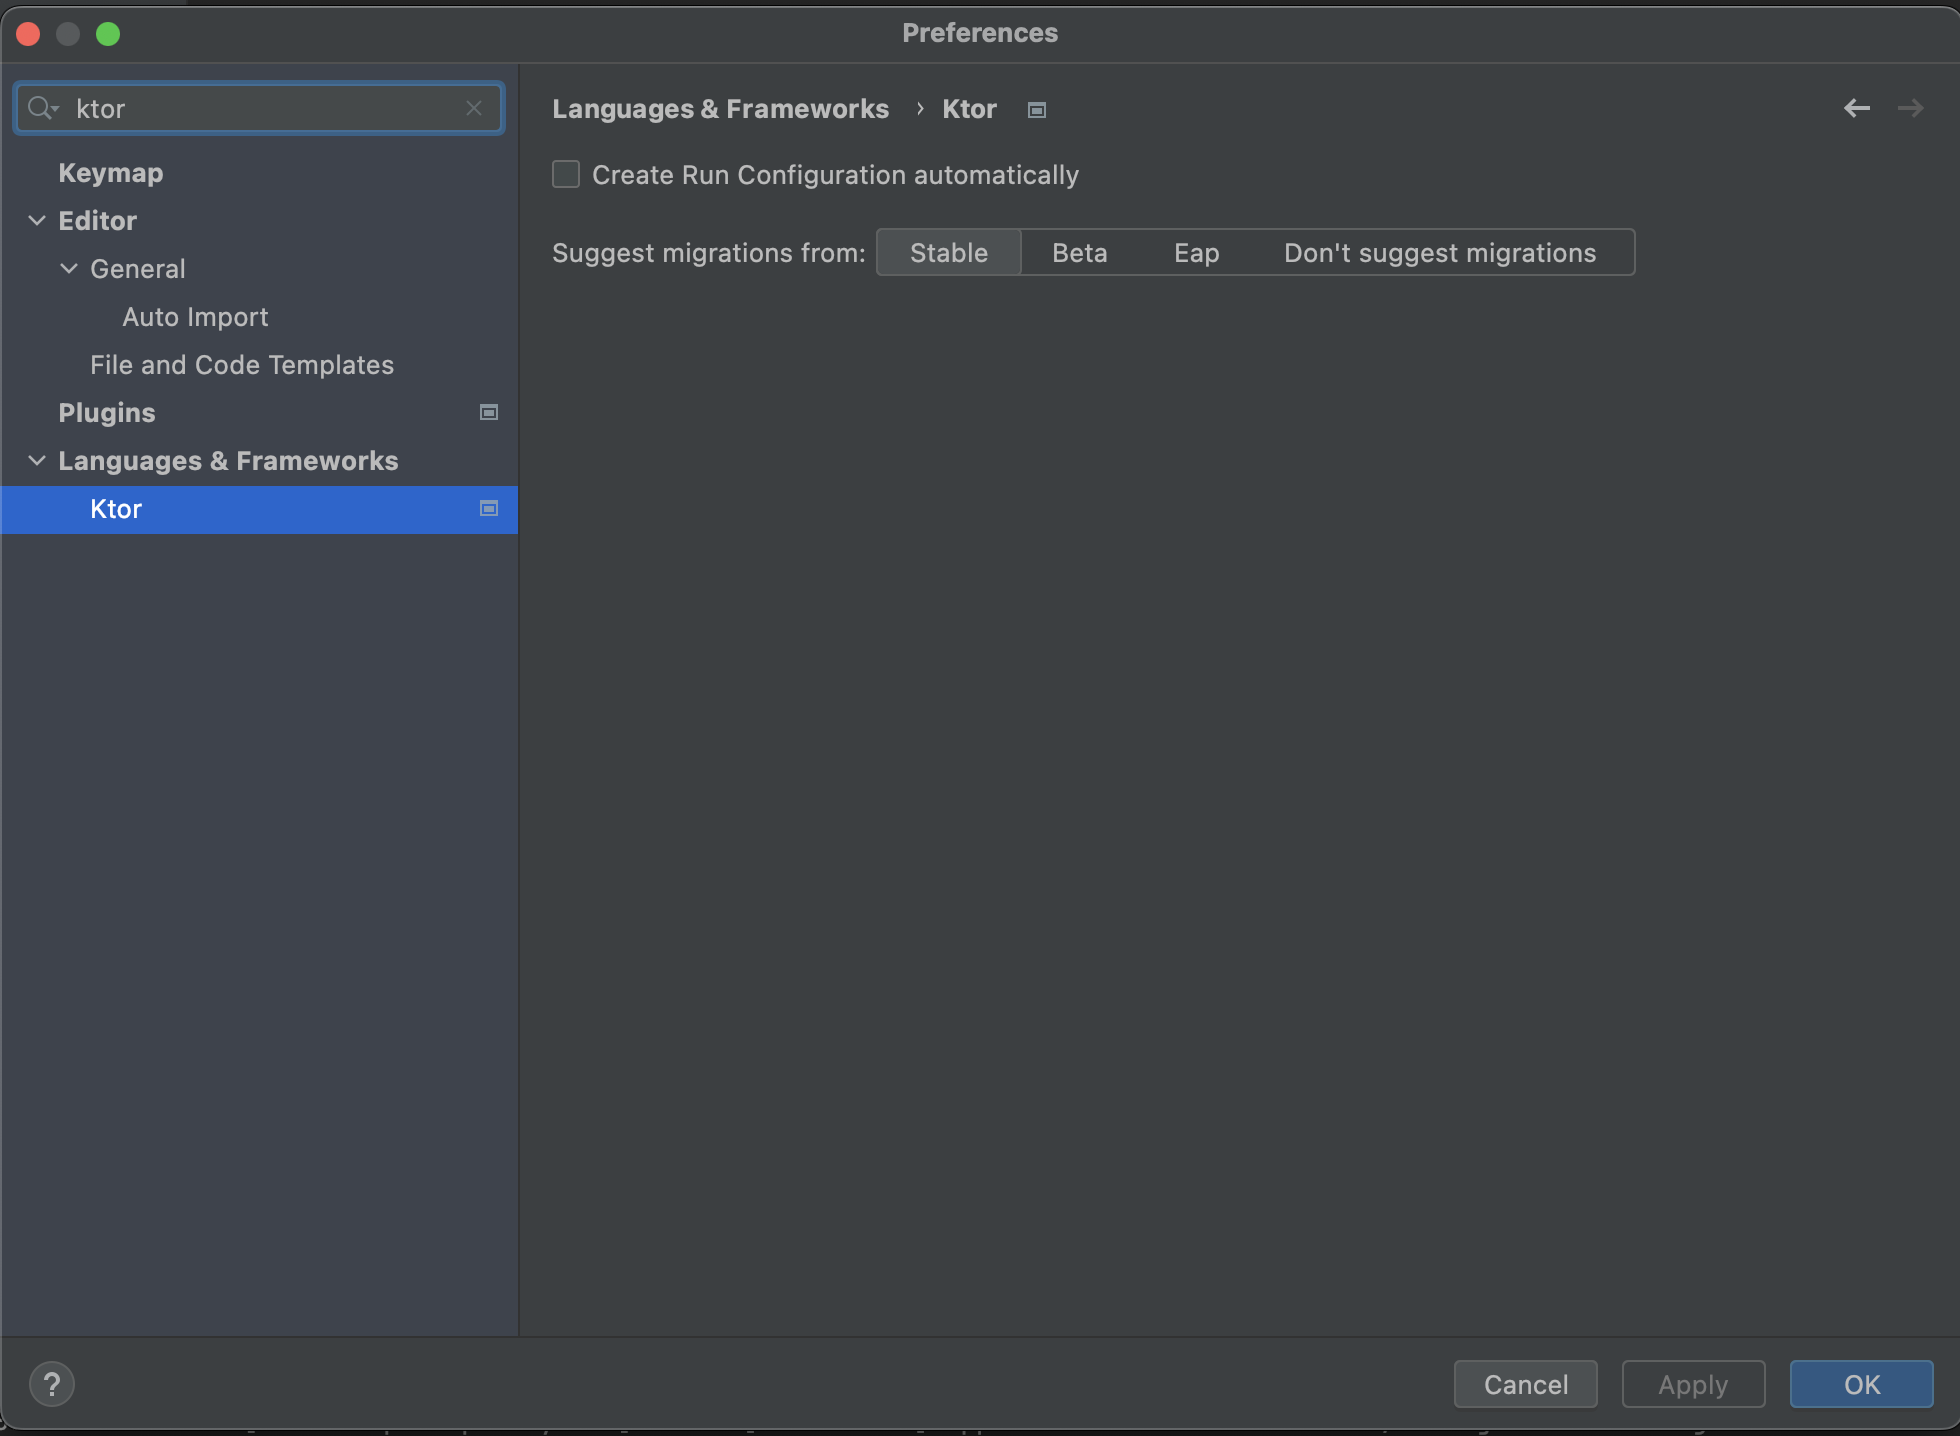 Preferences
ktor
Keymap
Editor
General
Auto Import
File and Code Templates
Plugins
Languages & Frameworks
Ktor
Languages & Frameworks › Ktor
Create Run Configuration automatically
Suggest migrations from: Stable Beta Eap Don't suggest migrations
? Cancel Apply OK